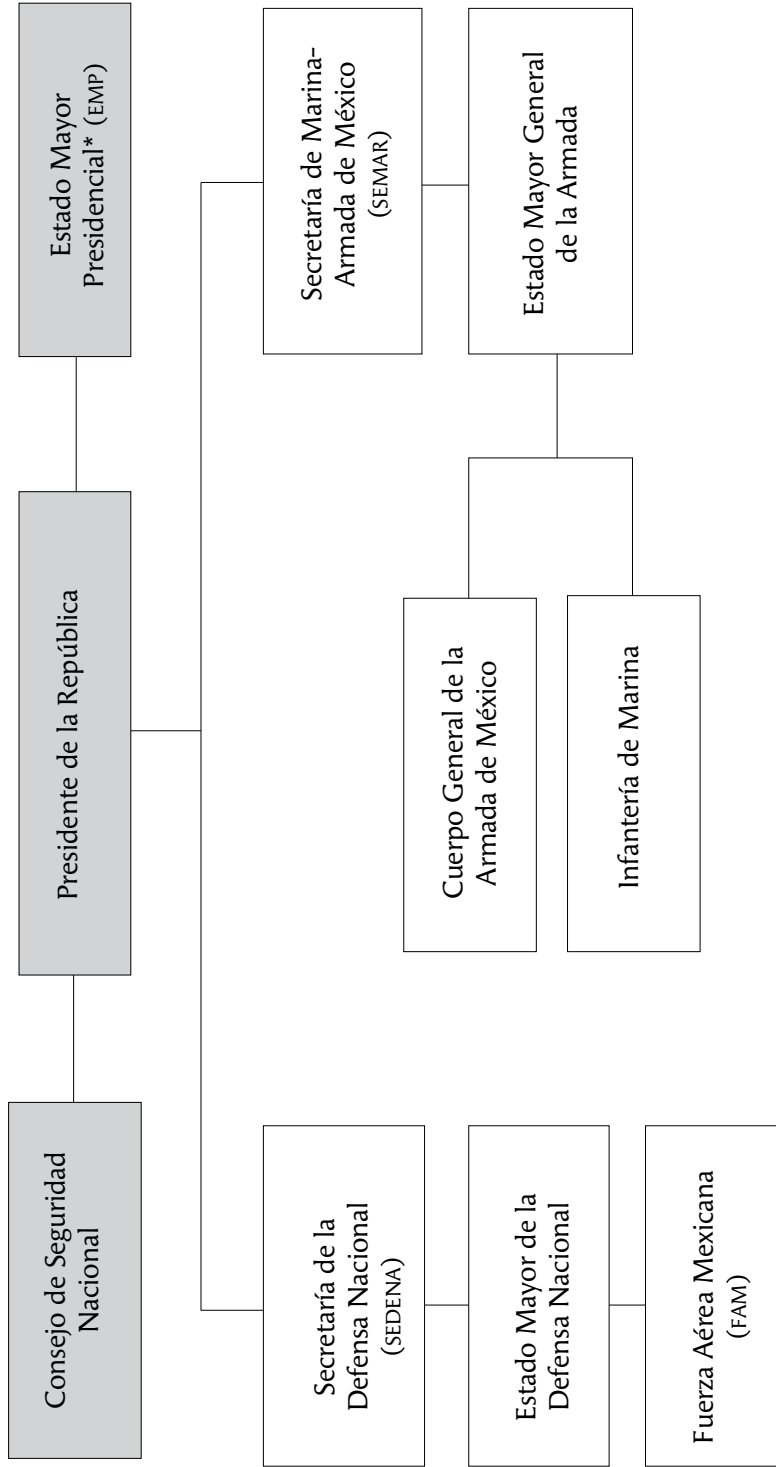 Consejo de Seguridad
Nacional
Presidente de la República
Estado Mayor
Presidencial* (EMP)
Secretaría de la
Defensa Nacional
(SEDENA)
Secretaría de Marina-
Armada de México
(SEMAR)
Estado Mayor de la
Defensa Nacional
Estado Mayor General
de la Armada
Fuerza Aérea Mexicana
(FAM)
Cuerpo General de la
Armada de México
Infantería de Marina